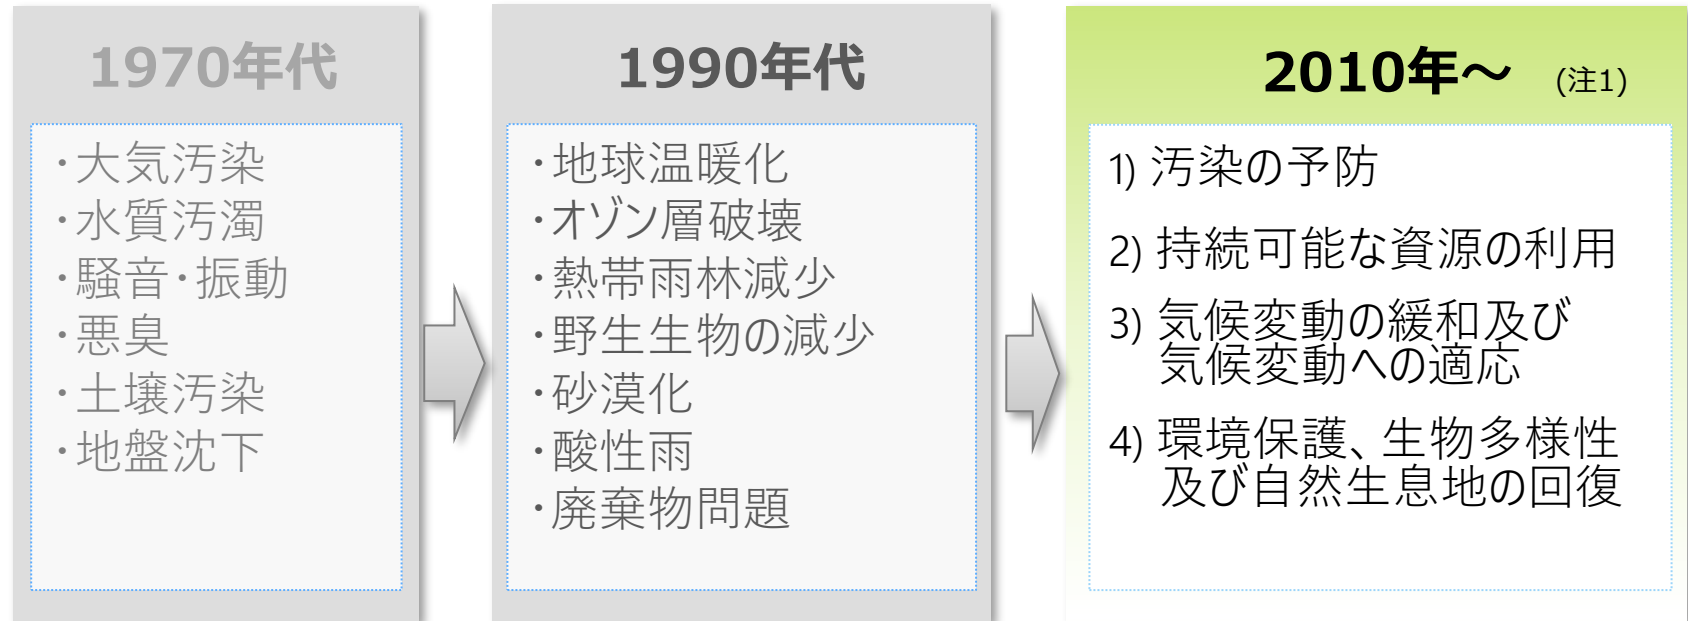 1970年代
・大気汚染
・水質汚濁
・騒音・振動
・悪臭
・土壌汚染
・地盤沈下
1990年代
・地球温暖化
・オゾン層破壊
・熱帯雨林減少
・野生生物の減少
・砂漠化
・酸性雨
・廃棄物問題
2010年～ (注1)
1) 汚染の予防
2) 持続可能な資源の利用
3) 気候変動の緩和及び
気候変動への適応
4) 環境保護、生物多様性
及び自然生息地の回復